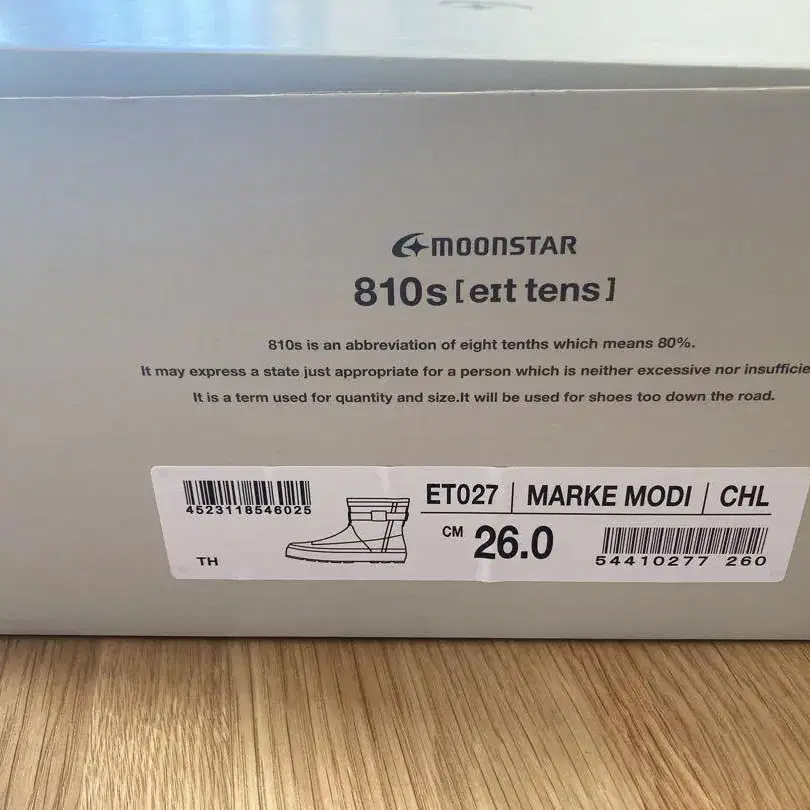 MOONSTAR
810s [eɪt tens]
810s is an abbreviation of eight tenths which means 80%.
It may express a state just appropriate for a person which is neither excessive nor insufficie
It is a term used for quantity and size.It will be used for shoes too down the road.
4523118546025
TH
ET027 | MARKE MODI | CHL
CM 26.0
54410277 260